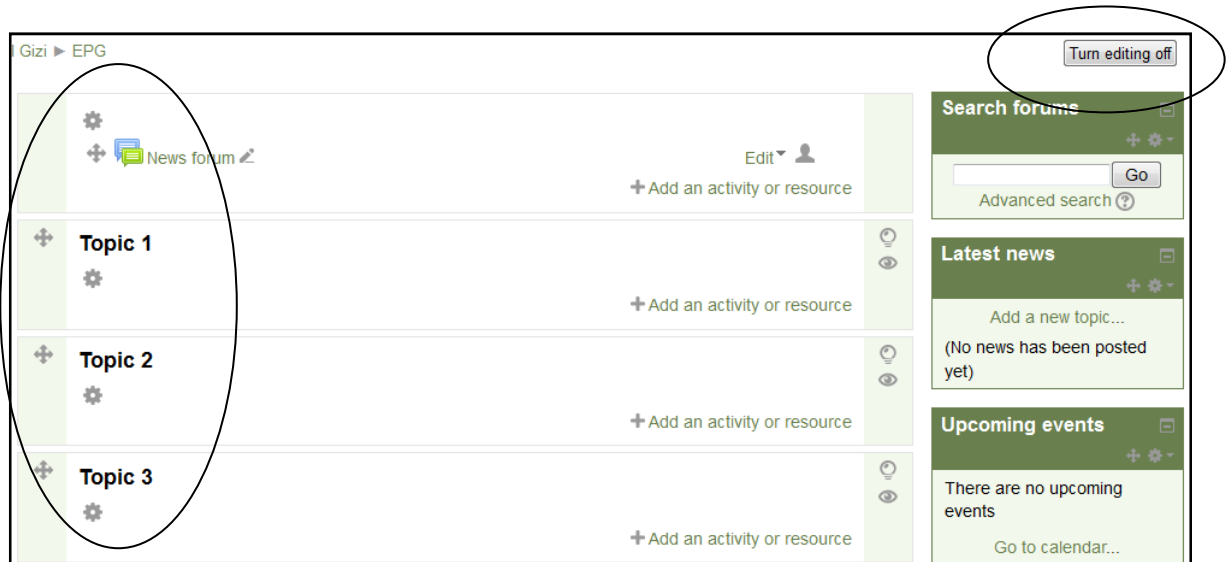 Gizi ► EPG
Turn editing off
News forum
Edit
Add an activity or resource
Topic 1
Add an activity or resource
Topic 2
Add an activity or resource
Topic 3
Add an activity or resource
Search forums
Go
Advanced search
Latest news
Add a new topic...
(No news has been posted
yet)
Upcoming events
There are no upcoming
events
Go to calendar...